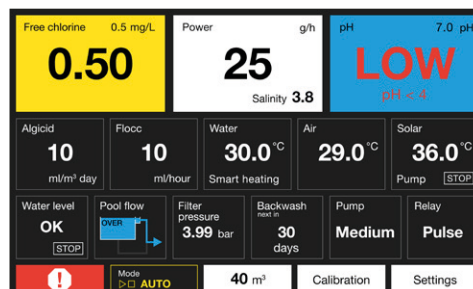 Free chlorine 0.5 mg/L
0.50
Power g/h
25
Salinity 3.8
pH 7.0 pH
LOW
pH < 4
Algicid
10
ml/m³ day
Flocc
10
ml/hour
Water
30.0°C
Smart heating
Air
29.0°C
Solar
36.0°C
Pump STOP
Water level
OK
STOP
Pool flow
OVER
Filter
pressure
3.99 bar
Backwash
next in
30
days
Pump
Medium
Relay
Pulse
!
Mode
AUTO
40 m³
Calibration
Settings